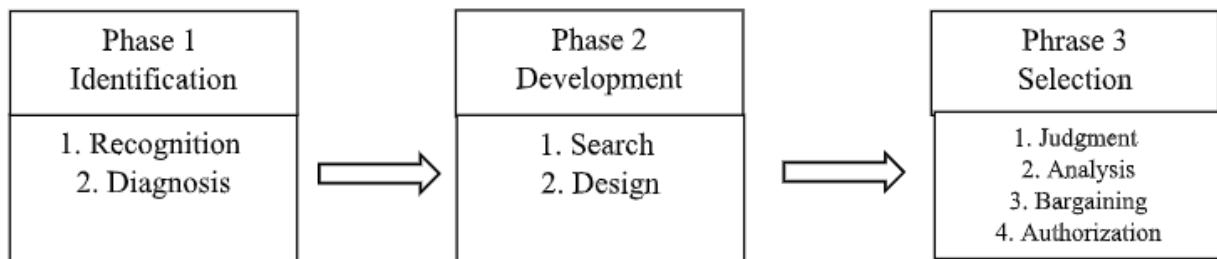 Phase 1
Identification
1. Recognition
2. Diagnosis
Phase 2
Development
1. Search
2. Design
Phrase 3
Selection
1. Judgment
2. Analysis
3. Bargaining
4. Authorization